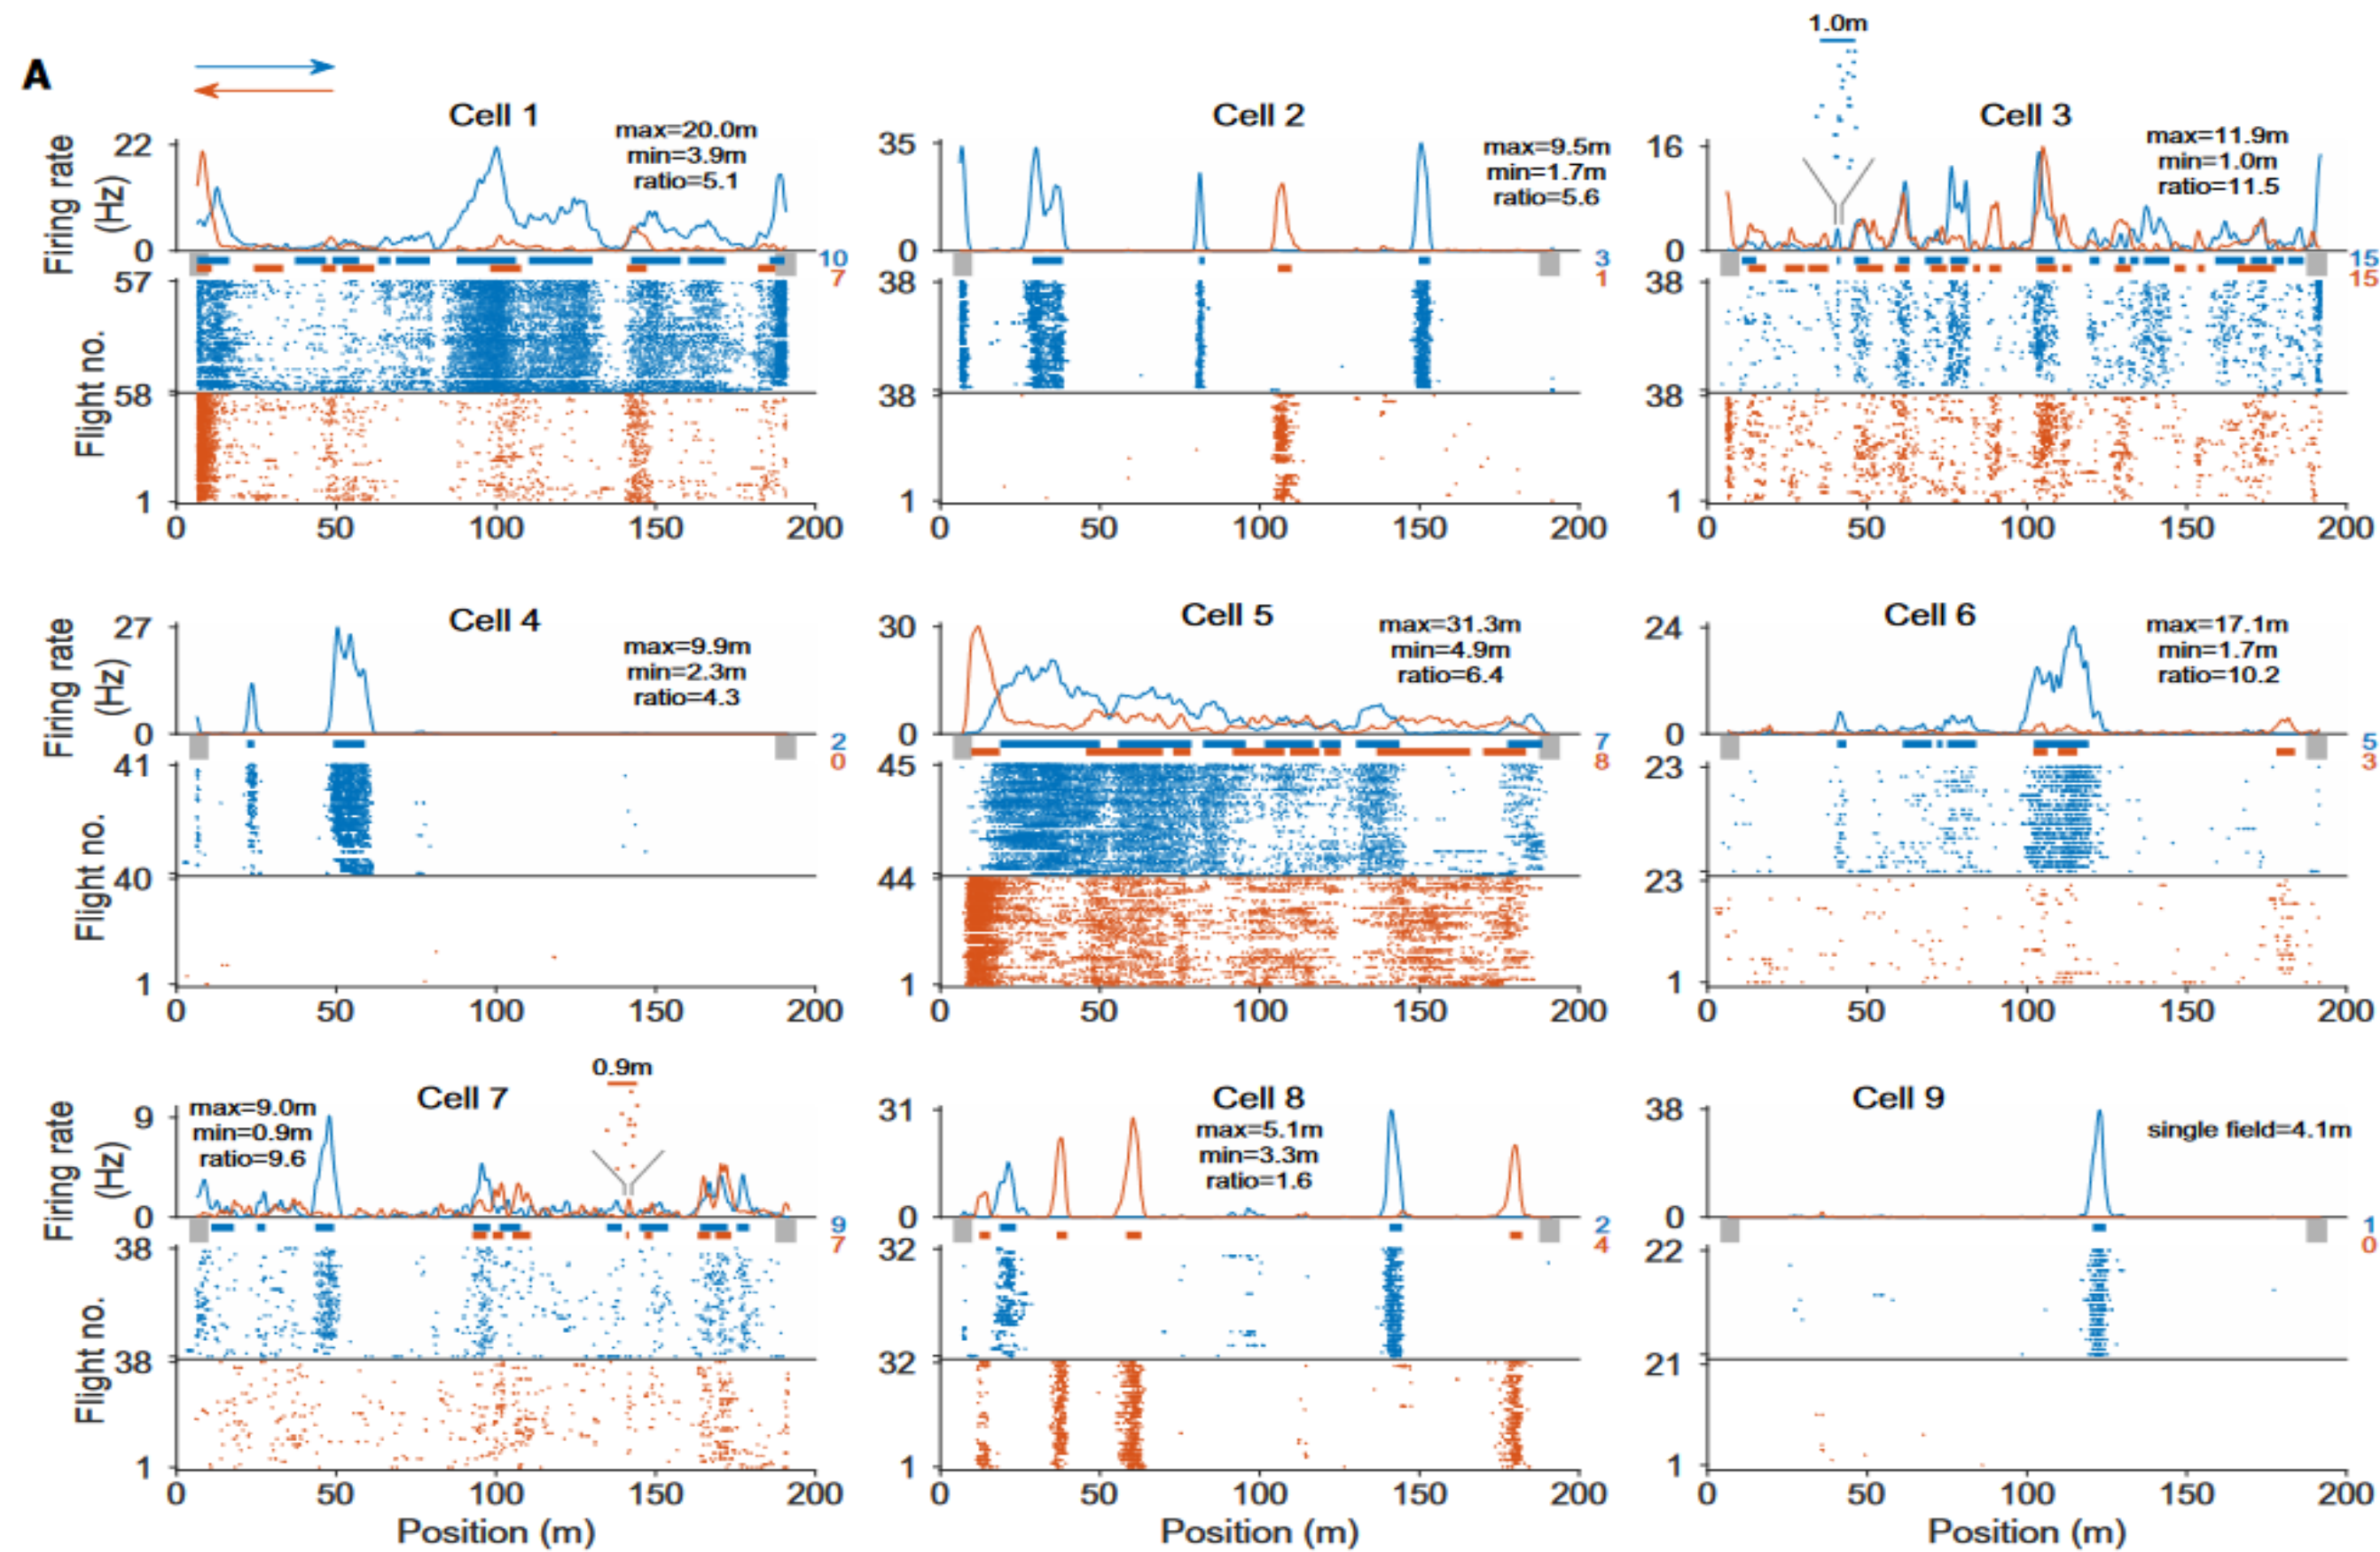 1.0m
A
Cell 1
max=20.0m
min=3.9m
ratio=5.1
Firing rate
(Hz)
22
0
10
7
57
58
1
Flight no.
0 50 100 150 200
Cell 2
max=9.5m
min=1.7m
ratio=5.6
35
0
3
1
38
38
1
0 50 100 150 200
Cell 3
max=11.9m
min=1.0m
ratio=11.5
16
0
15
15
38
38
1
0 50 100 150 200
Cell 4
max=9.9m
min=2.3m
ratio=4.3
Firing rate
(Hz)
27
0
2
0
41
40
1
Flight no.
0 50 100 150 200
Cell 5
max=31.3m
min=4.9m
ratio=6.4
30
0
7
8
45
44
1
0 50 100 150 200
Cell 6
max=17.1m
min=1.7m
ratio=10.2
24
0
5
3
23
23
1
0 50 100 150 200
0.9m
Cell 7
max=9.0m
min=0.9m
ratio=9.6
Firing rate
(Hz)
9
0
9
7
38
38
1
Flight no.
0 50 100 150 200
Position (m)
Cell 8
max=5.1m
min=3.3m
ratio=1.6
31
0
2
4
32
32
1
0 50 100 150 200
Position (m)
Cell 9
single field=4.1m
38
0
1
0
22
21
1
0 50 100 150 200
Position (m)